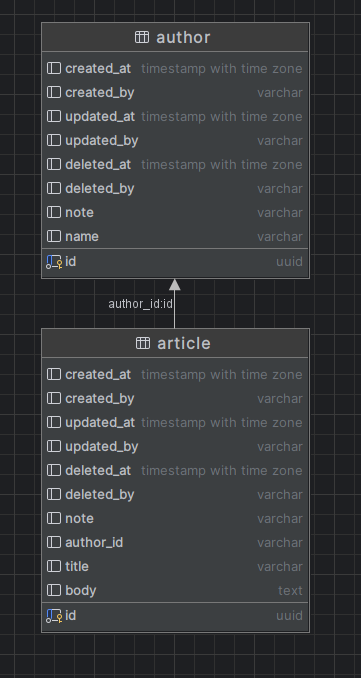 author
created_at timestamp with time zone
created_by varchar
updated_at timestamp with time zone
updated_by varchar
deleted_at timestamp with time zone
deleted_by varchar
note varchar
name varchar
id uuid
author_id:id
article
created_at timestamp with time zone
created_by varchar
updated_at timestamp with time zone
updated_by varchar
deleted_at timestamp with time zone
deleted_by varchar
note varchar
author_id varchar
title varchar
body text
id uuid